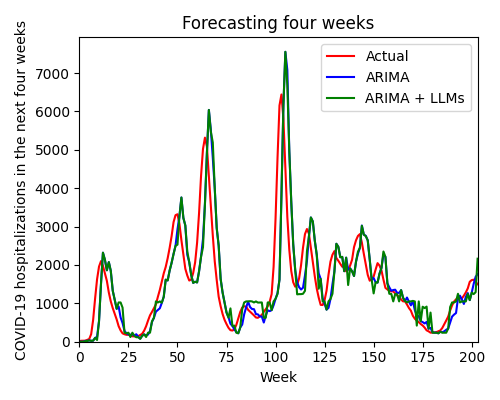 Forecasting four weeks
COVID-19 hospitalizations in the next four weeks
7000
6000
5000
4000
3000
2000
1000
0
Actual
ARIMA
ARIMA + LLMs
0 25 50 75 100 125 150 175 200
Week